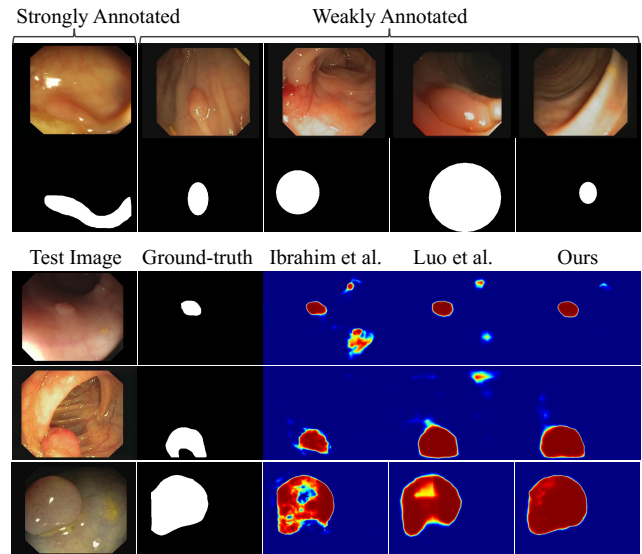 Strongly Annotated Weakly Annotated
Test Image Ground-truth Ibrahim et al. Luo et al. Ours